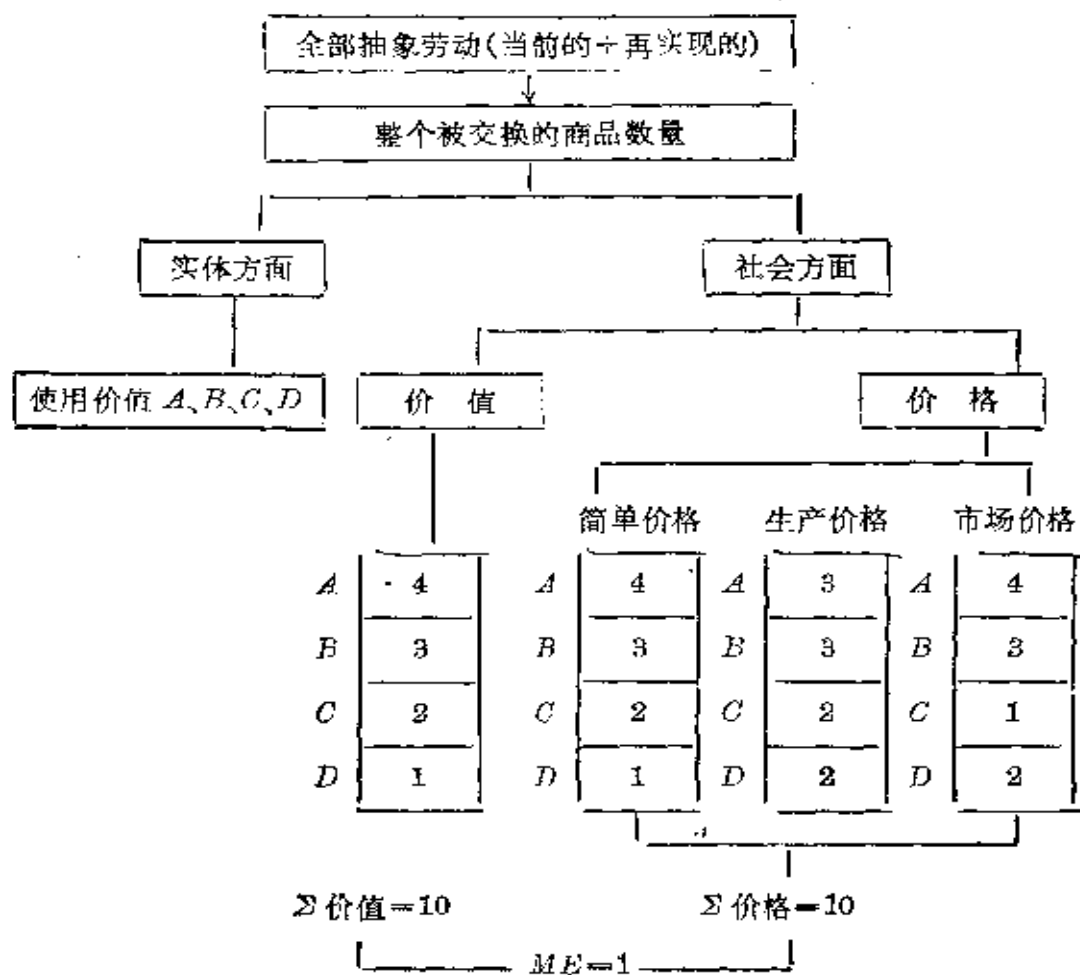 全部抽象劳动(当前的+再实现的)
整个被交换的商品数量
实体方面 社会方面
使用价值 A、B、C、D 价 值 价 格
简单价格 生产价格 市场价格
A 4 A 4 A 3 A 4
B 3 B 3 B 3 B 3
C 2 C 2 C 2 C 1
D 1 D 1 D 2 D 2
Σ价值=10 Σ价格=10
ME=1